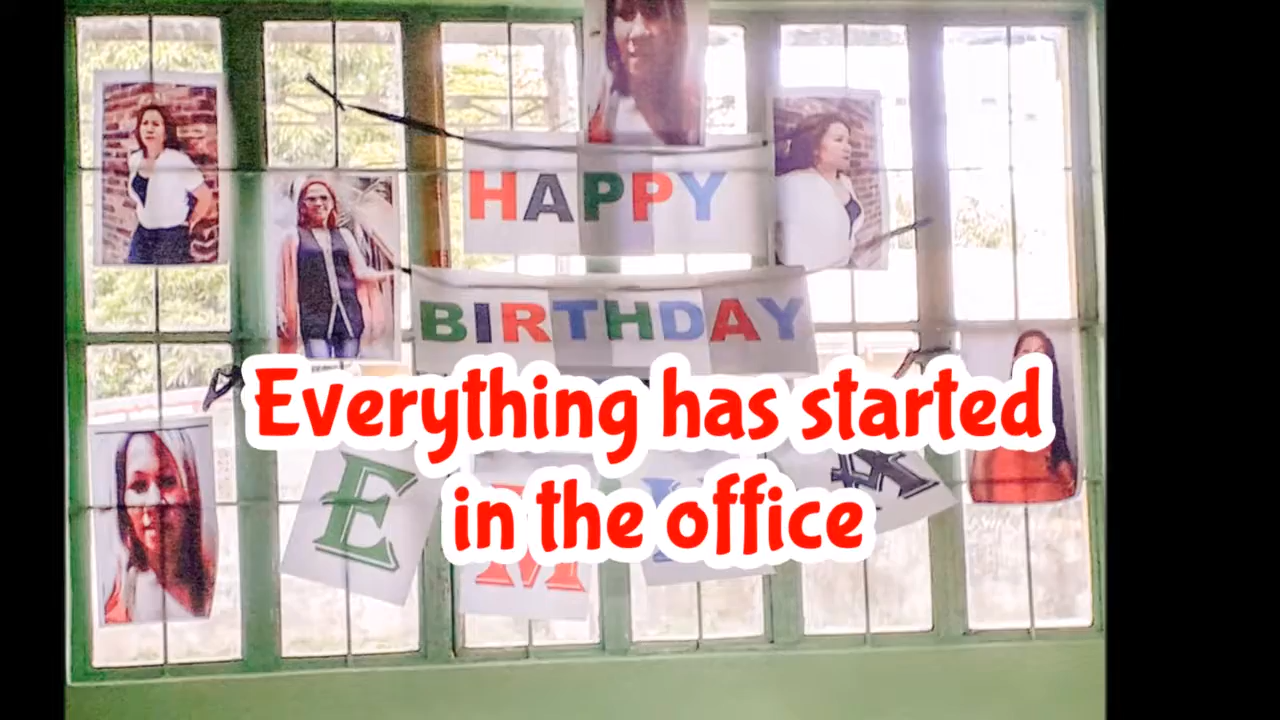 HAPPY
BIRTHDAY
Everything has started
in the office
E M A